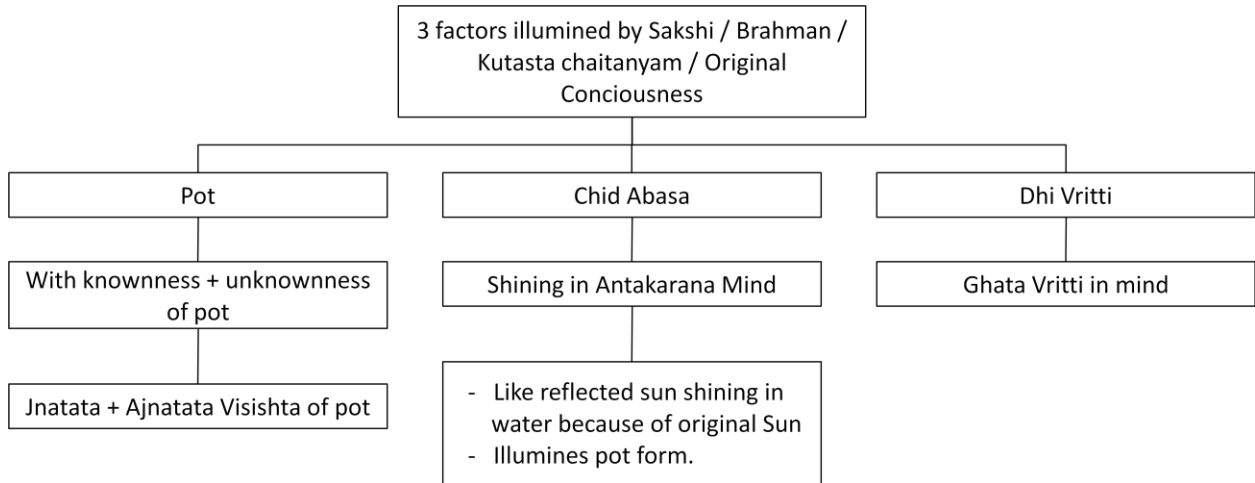 3 factors illumined by Sakshi / Brahman /
Kutasta chaitanyam / Original
Conciousness
Pot
Chid Abasa
Dhi Vritti
With knownness + unknownness
of pot
Shining in Antakarana Mind
Ghata Vritti in mind
Jnatata + Ajnatata Visishta of pot
- Like reflected sun shining in
water because of original Sun
- Illumines pot form.